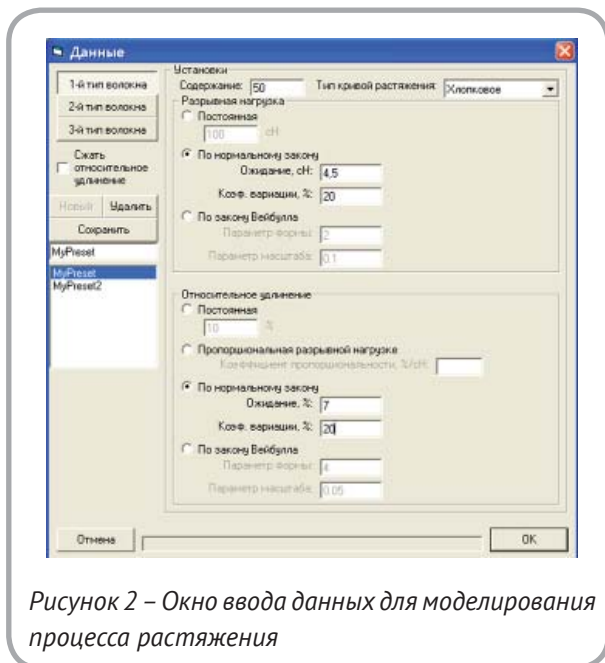 Данные
1-й тип волокна
2-й тип волокна
3-й тип волокна
Сжать
относительное
удлинение
Новый Удалить
Сохранить
MyPreset
MyPreset
MyPreset2
Установки
Содержание: 50 Тип кривой растяжения: Хлопковое
Разрывная нагрузка
Постоянная
100 сН
По нормальному закону
Ожидание, сН: 4,5
Коэф. вариации, %: 20
По закону Вейбулла
Параметр формы: 2
Параметр масштаба: 0.1
Относительное удлинение
Постоянная
10 %
Пропорциональная разрывной нагрузке
Коэффициент пропорциональности, %/сН:
По нормальному закону
Ожидание, %: 7
Коэф. вариации, %: 20
По закону Вейбулла
Параметр формы: 4
Параметр масштаба: 0.05
Отмена
OK
Рисунок 2 – Окно ввода данных для моделирования
процесса растяжения